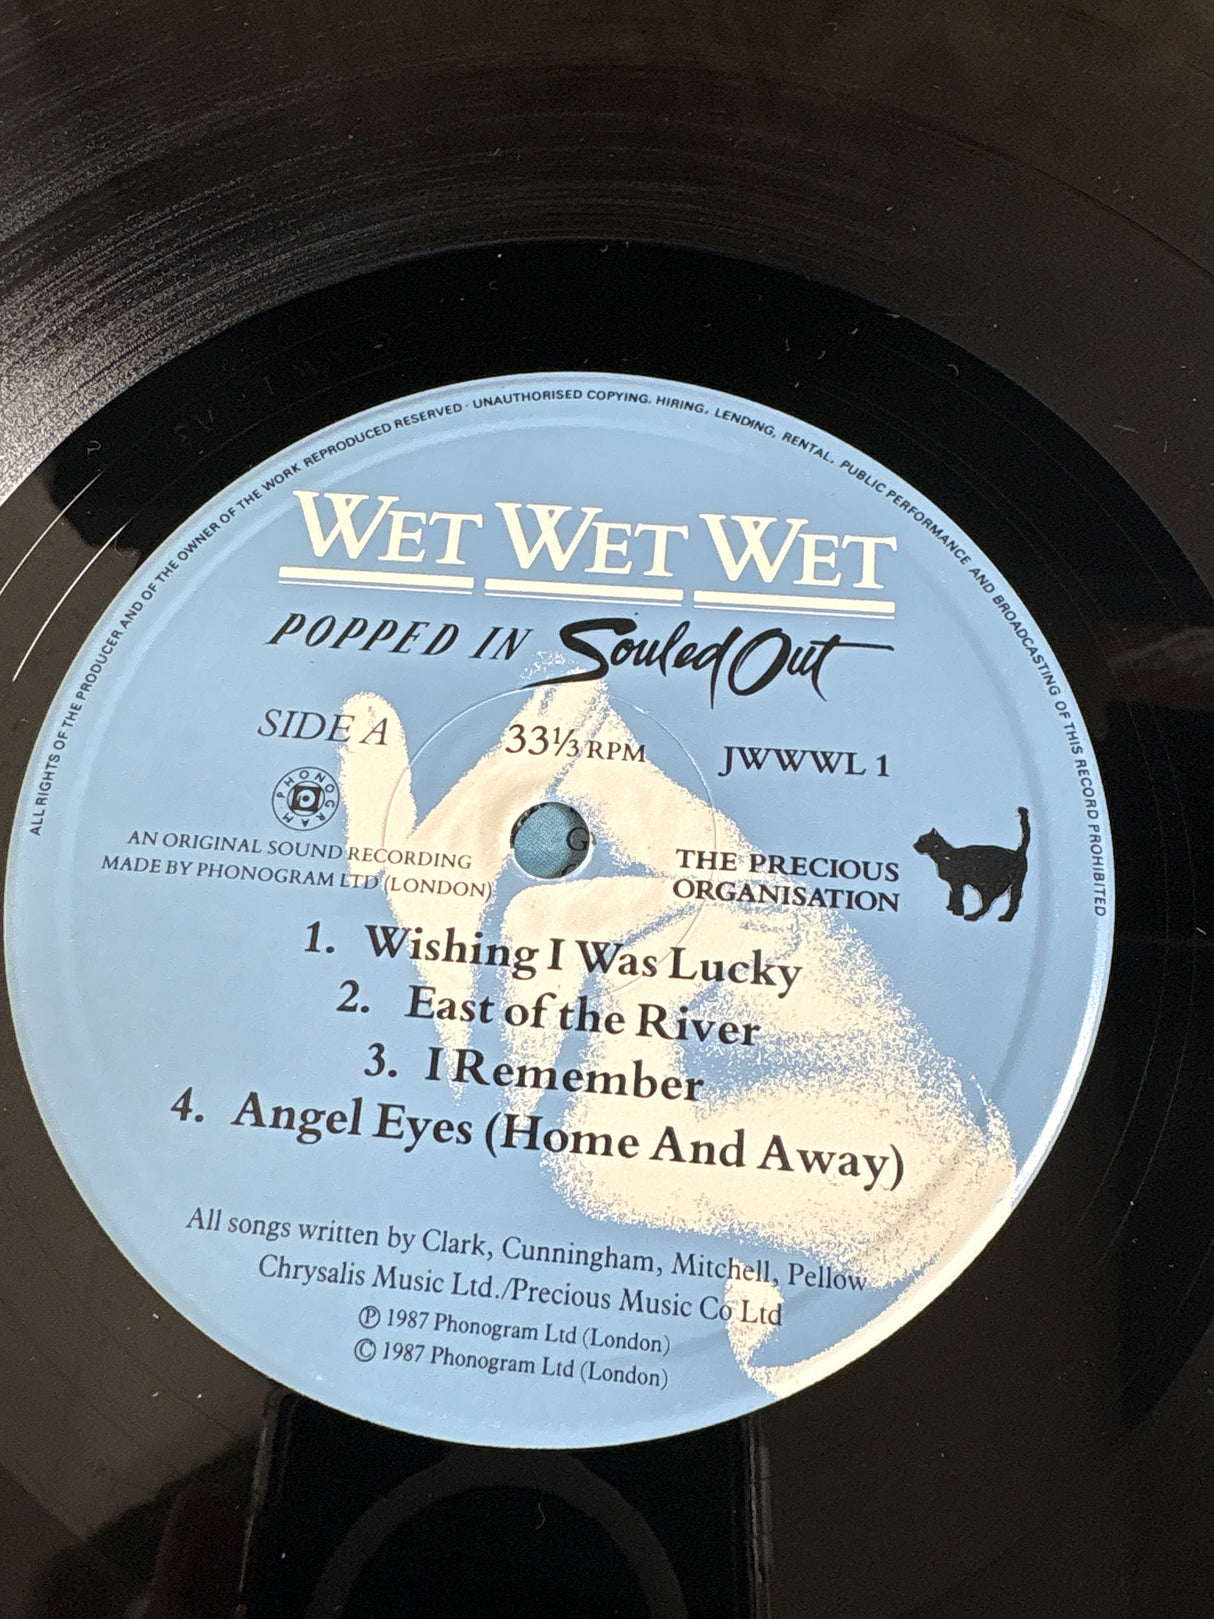 ALL RIGHTS OF THE PRODUCER AND OF THE OWNER OF THE WORK REPRODUCED RESERVED · UNAUTHORISED COPYING, HIRING, LENDING, RENTAL, PUBLIC PERFORMANCE AND BROADCASTING OF THIS RECORD PROHIBITED
WET WET WET
POPPED IN Souled Out
SIDE A
33⅓ RPM
JWWWL 1
PHONOGRAM
AN ORIGINAL SOUND RECORDING
MADE BY PHONOGRAM LTD (LONDON)
G
THE PRECIOUS
ORGANISATION
1. Wishing I Was Lucky
2. East of the River
3. I Remember
4. Angel Eyes (Home And Away)
All songs written by Clark, Cunningham, Mitchell, Pellow
Chrysalis Music Ltd./Precious Music Co Ltd
℗ 1987 Phonogram Ltd (London)
© 1987 Phonogram Ltd (London)